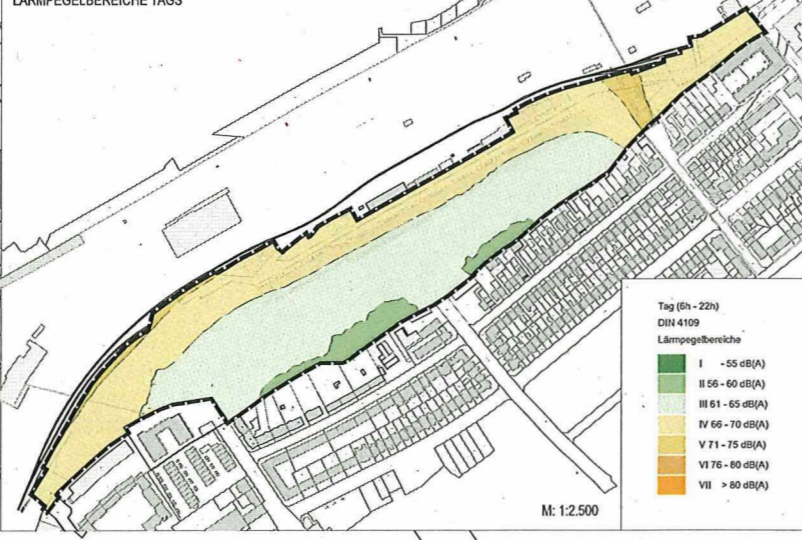 LÄRMPEGELBEREICHE TAGS
Tag (6h - 22h)
DIN 4109
Lärmpegelbereiche
I - 55 dB(A)
II 56 - 60 dB(A)
III 61 - 65 dB(A)
IV 66 - 70 dB(A)
V 71 - 75 dB(A)
VI 76 - 80 dB(A)
VII > 80 dB(A)
M: 1:2.500